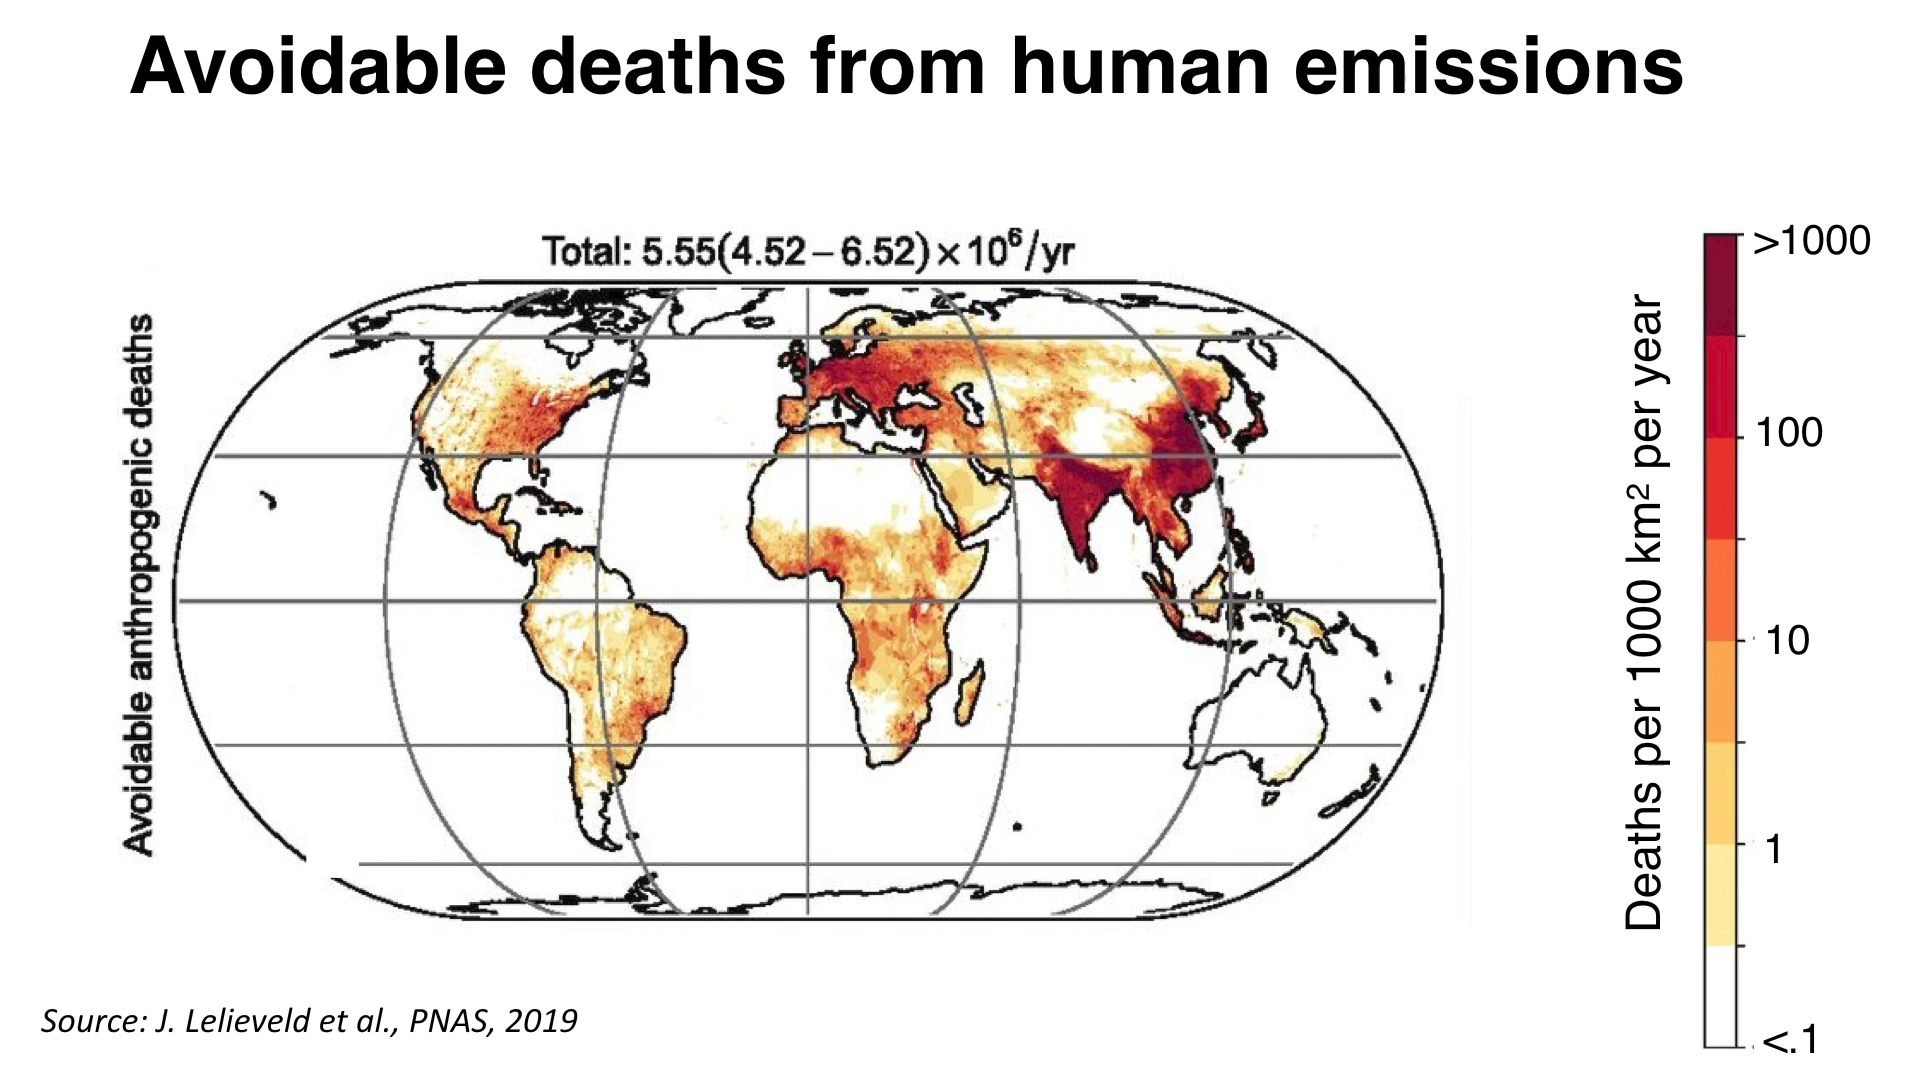 Avoidable deaths from human emissions
Total: 5.55(4.52–6.52)×10⁶/yr
Avoidable anthropogenic deaths
Deaths per 1000 km² per year
>1000
100
10
1
<.1
Source: J. Lelieveld et al., PNAS, 2019